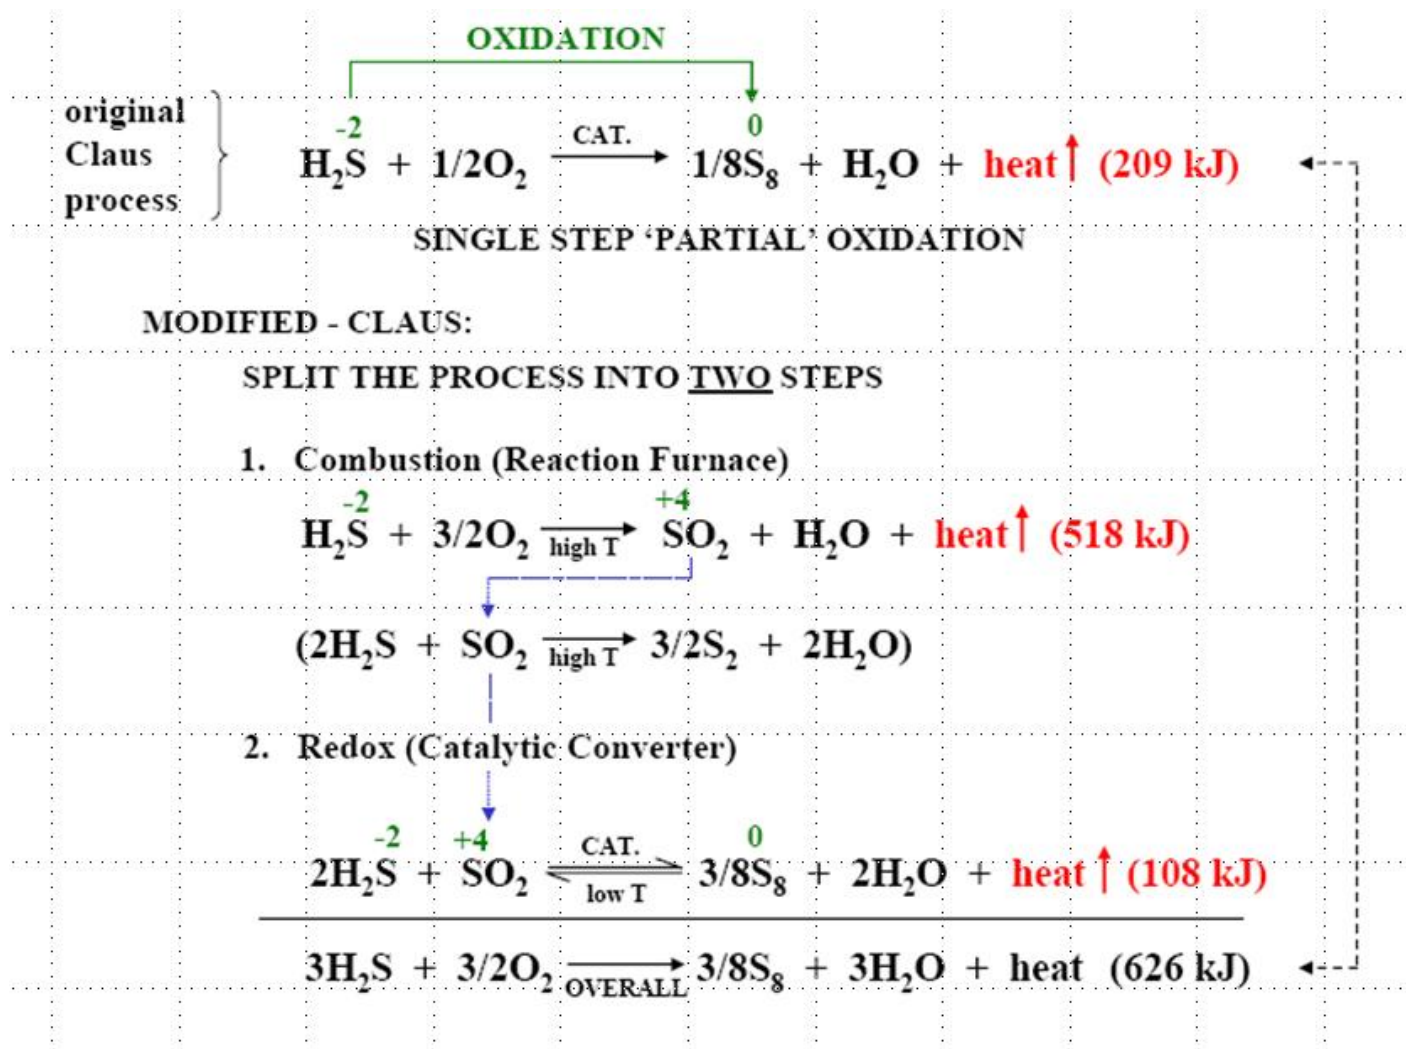 OXIDATION
original
Claus
process
-2 0
H₂S + 1/2O₂ CAT. 1/8S₈ + H₂O + heat↑ (209 kJ)
SINGLE STEP ‘PARTIAL’ OXIDATION
MODIFIED - CLAUS:
SPLIT THE PROCESS INTO TWO STEPS
1. Combustion (Reaction Furnace)
-2 +4
H₂S + 3/2O₂ → high T SO₂ + H₂O + heat↑ (518 kJ)
(2H₂S + SO₂ → high T 3/2S₂ + 2H₂O)
2. Redox (Catalytic Converter)
-2 +4 0
2H₂S + SO₂ CAT. ⇌ low T 3/8S₈ + 2H₂O + heat↑ (108 kJ)
3H₂S + 3/2O₂ → OVERALL 3/8S₈ + 3H₂O + heat (626 kJ)